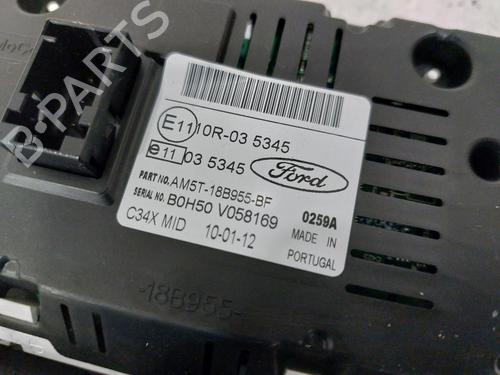 E11 10R-03 5345
e11 03 5345
Ford
PART NO. AM5T-18B955-BF
SERIAL NO. B0H50 V058169
0259A
C34X MID 10-01-12
MADE IN
PORTUGAL
-18B955-